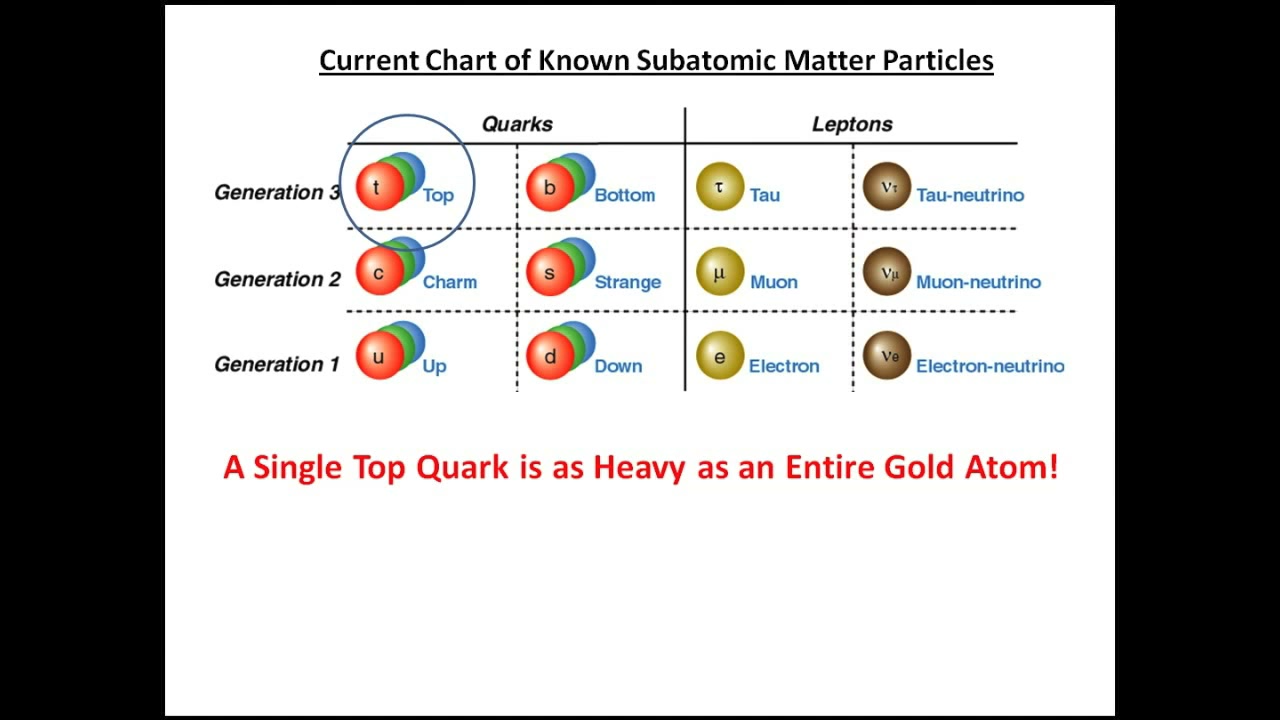 Current Chart of Known Subatomic Matter Particles
Quarks Leptons
Generation 3 t Top b Bottom τ Tau ντ Tau-neutrino
Generation 2 c Charm s Strange μ Muon νμ Muon-neutrino
Generation 1 u Up d Down e Electron νe Electron-neutrino
A Single Top Quark is as Heavy as an Entire Gold Atom!